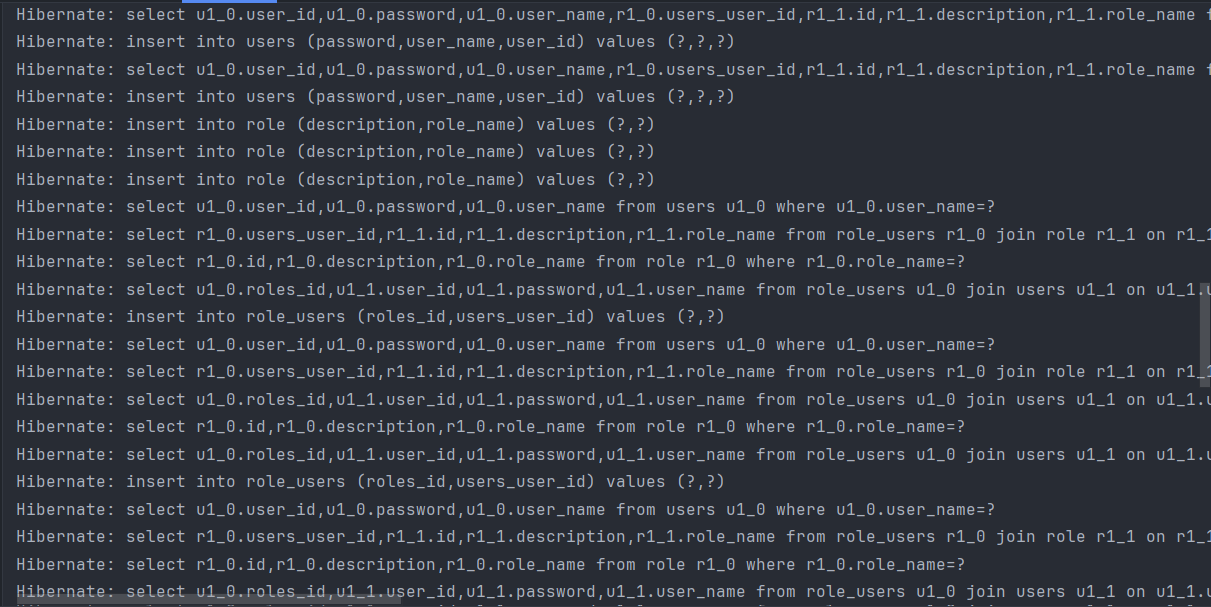 Hibernate: select u1_0.user_id,u1_0.password,u1_0.user_name,r1_0.users_user_id,r1_1.id,r1_1.description,r1_1.role_name
Hibernate: insert into users (password,user_name,user_id) values (?,?,?)
Hibernate: select u1_0.user_id,u1_0.password,u1_0.user_name,r1_0.users_user_id,r1_1.id,r1_1.description,r1_1.role_name
Hibernate: insert into users (password,user_name,user_id) values (?,?,?)
Hibernate: insert into role (description,role_name) values (?,?)
Hibernate: insert into role (description,role_name) values (?,?)
Hibernate: insert into role (description,role_name) values (?,?)
Hibernate: select u1_0.user_id,u1_0.password,u1_0.user_name from users u1_0 where u1_0.user_name=?
Hibernate: select r1_0.users_user_id,r1_1.id,r1_1.description,r1_1.role_name from role_users r1_0 join role r1_1 on r1_1
Hibernate: select r1_0.id,r1_0.description,r1_0.role_name from role r1_0 where r1_0.role_name=?
Hibernate: select u1_0.roles_id,u1_1.user_id,u1_1.password,u1_1.user_name from role_users u1_0 join users u1_1 on u1_1.u
Hibernate: insert into role_users (roles_id,users_user_id) values (?,?)
Hibernate: select u1_0.user_id,u1_0.password,u1_0.user_name from users u1_0 where u1_0.user_name=?
Hibernate: select r1_0.users_user_id,r1_1.id,r1_1.description,r1_1.role_name from role_users r1_0 join role r1_1 on r1_1
Hibernate: select u1_0.roles_id,u1_1.user_id,u1_1.password,u1_1.user_name from role_users u1_0 join users u1_1 on u1_1.u
Hibernate: select r1_0.id,r1_0.description,r1_0.role_name from role r1_0 where r1_0.role_name=?
Hibernate: select u1_0.roles_id,u1_1.user_id,u1_1.password,u1_1.user_name from role_users u1_0 join users u1_1 on u1_1.u
Hibernate: insert into role_users (roles_id,users_user_id) values (?,?)
Hibernate: select u1_0.user_id,u1_0.password,u1_0.user_name from users u1_0 where u1_0.user_name=?
Hibernate: select r1_0.users_user_id,r1_1.id,r1_1.description,r1_1.role_name from role_users r1_0 join role r1_1 on r1_1
Hibernate: select r1_0.id,r1_0.description,r1_0.role_name from role r1_0 where r1_0.role_name=?
Hibernate: select u1_0.roles_id,u1_1.user_id,u1_1.password,u1_1.user_name from role_users u1_0 join users u1_1 on u1_1.u